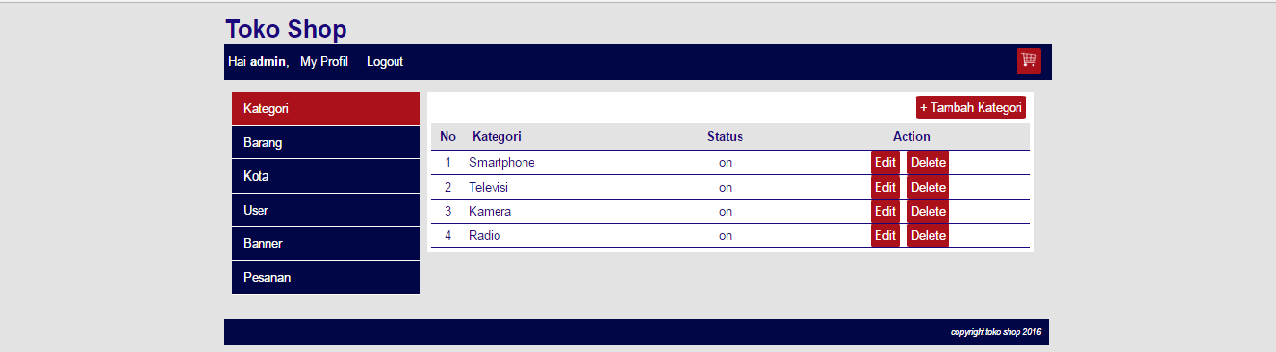 Toko Shop
Hai admin, My Profil Logout
Kategori
Barang
Kota
User
Banner
Pesanan
+ Tambah Kategori
No Kategori Status Action
1 Smartphone on Edit Delete
2 Televisi on Edit Delete
3 Kamera on Edit Delete
4 Radio on Edit Delete
copyright toko shop 2016